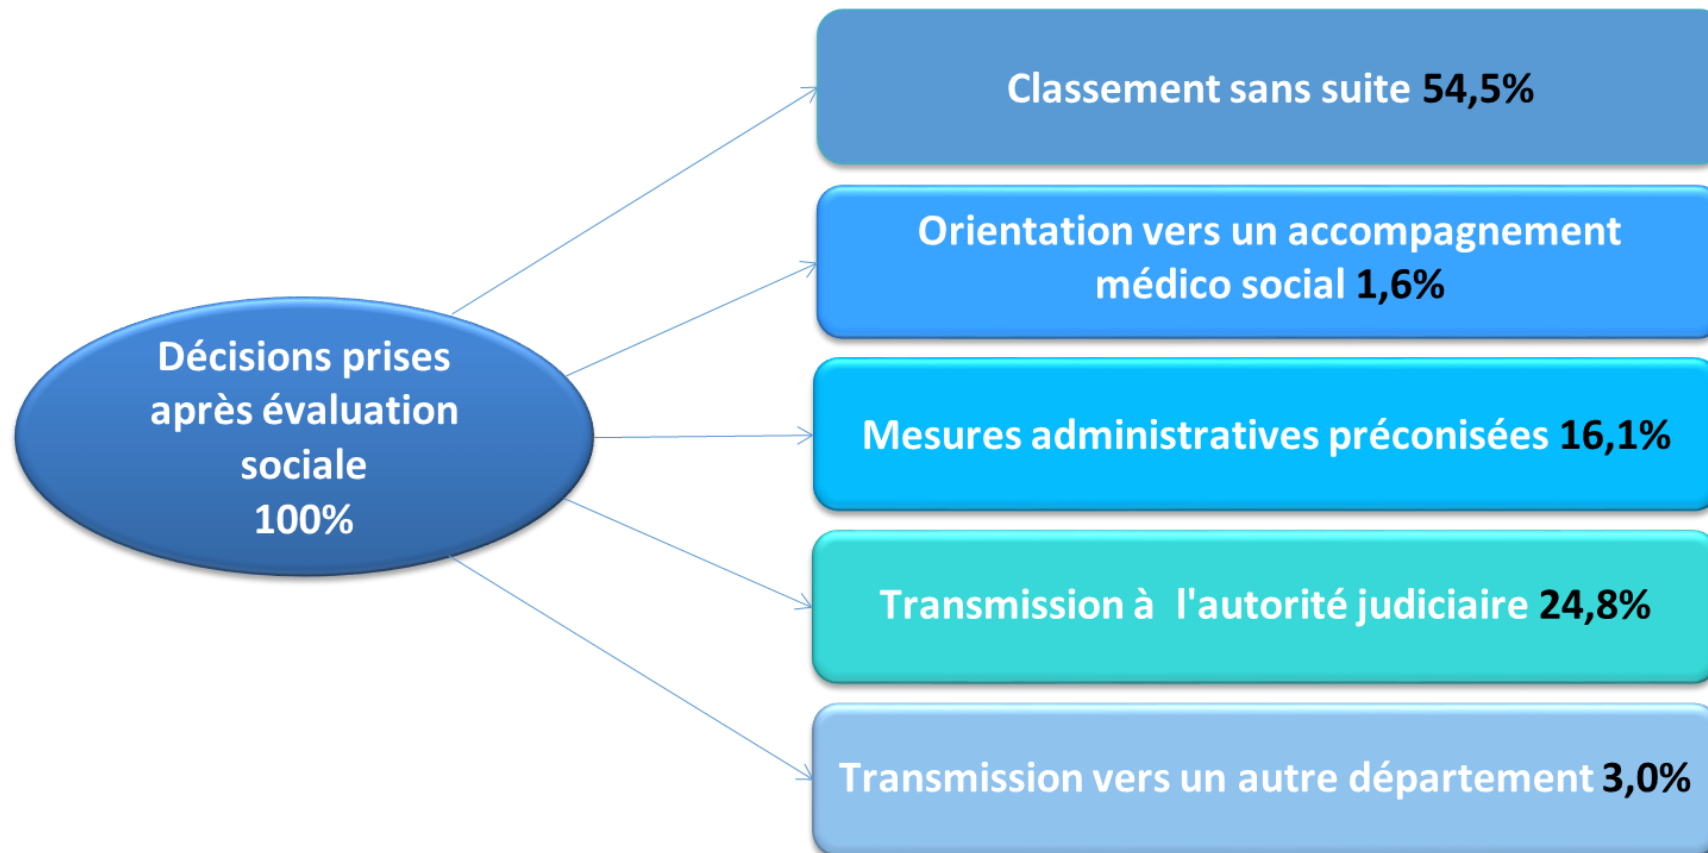 Décisions prises
après évaluation
sociale
100%
Classement sans suite 54,5%
Orientation vers un accompagnement
médico social 1,6%
Mesures administratives préconisées 16,1%
Transmission à  l'autorité judiciaire 24,8%
Transmission vers un autre département 3,0%